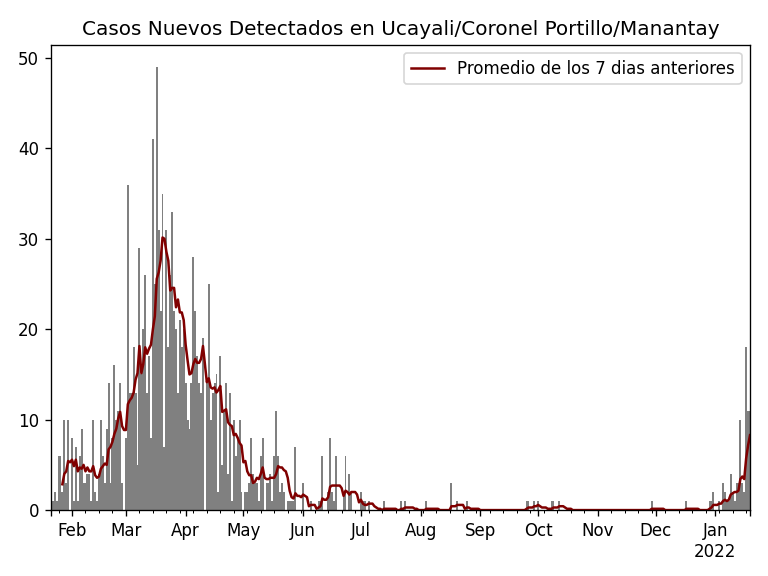 Casos Nuevos Detectados en Ucayali/Coronel Portillo/Manantay
Promedio de los 7 dias anteriores
50
40
30
20
10
0
Feb Mar Apr May Jun Jul Aug Sep Oct Nov Dec Jan
2022